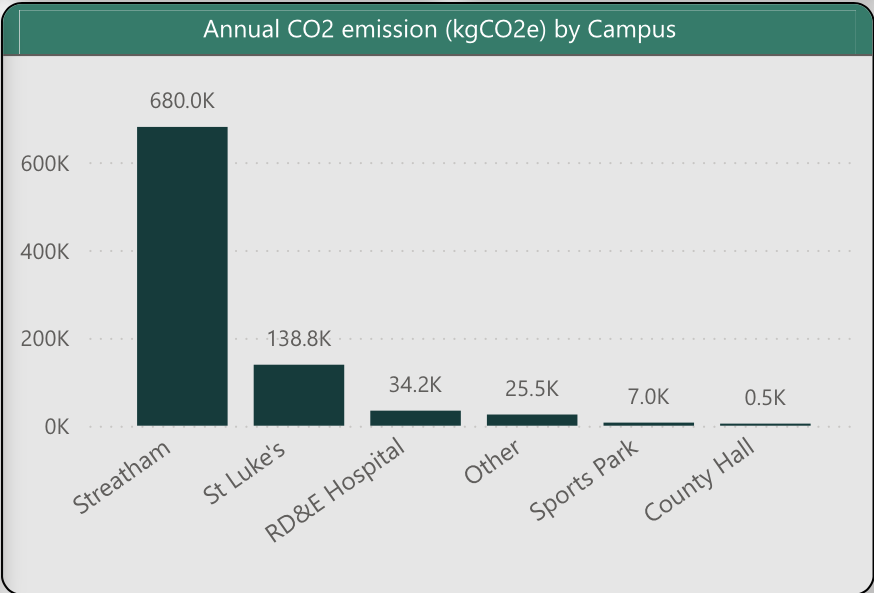 Annual CO2 emission (kgCO2e) by Campus
680.0K
600K
400K
200K
138.8K
34.2K
25.5K
7.0K
0.5K
0K
Streatham
St Luke's
RD&E Hospital
Other
Sports Park
County Hall